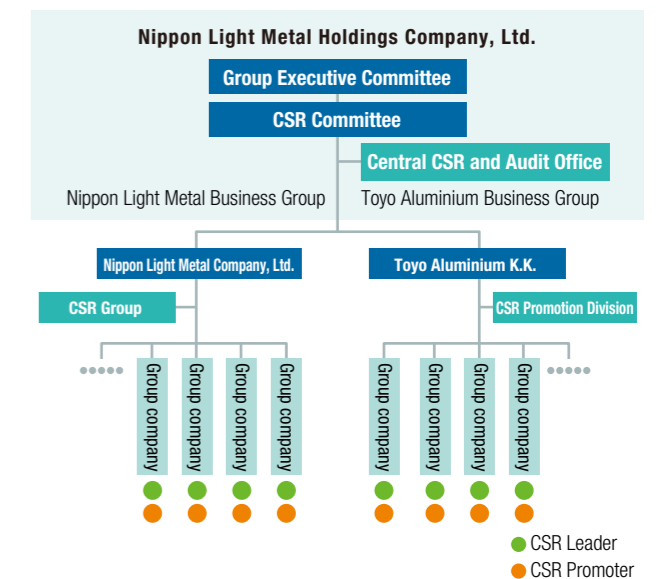 Nippon Light Metal Holdings Company, Ltd.
Group Executive Committee
CSR Committee
Central CSR and Audit Office
Nippon Light Metal Business Group
Toyo Aluminium Business Group
Nippon Light Metal Company, Ltd.
Toyo Aluminium K.K.
CSR Group
CSR Promotion Division
Group company
Group company
Group company
Group company
Group company
Group company
Group company
Group company
CSR Leader
CSR Promoter